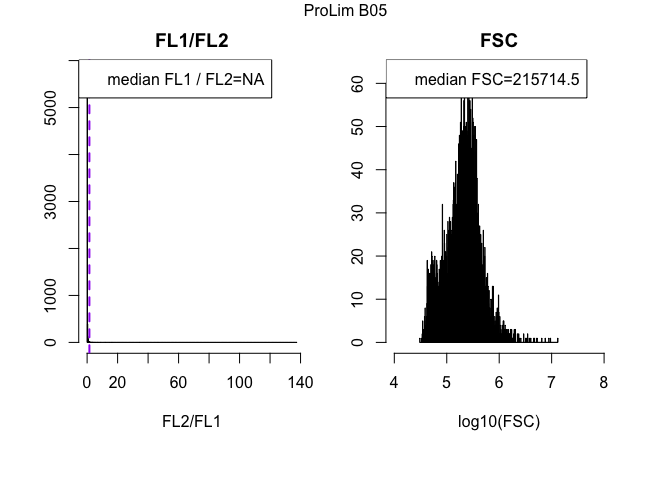 ProLim B05
FL1/FL2
median FL1 / FL2=NA
0
1000
3000
5000
0 20 60 100 140
FL2/FL1
FSC
median FSC=215714.5
0
10
20
30
40
50
60
4 5 6 7 8
log10(FSC)